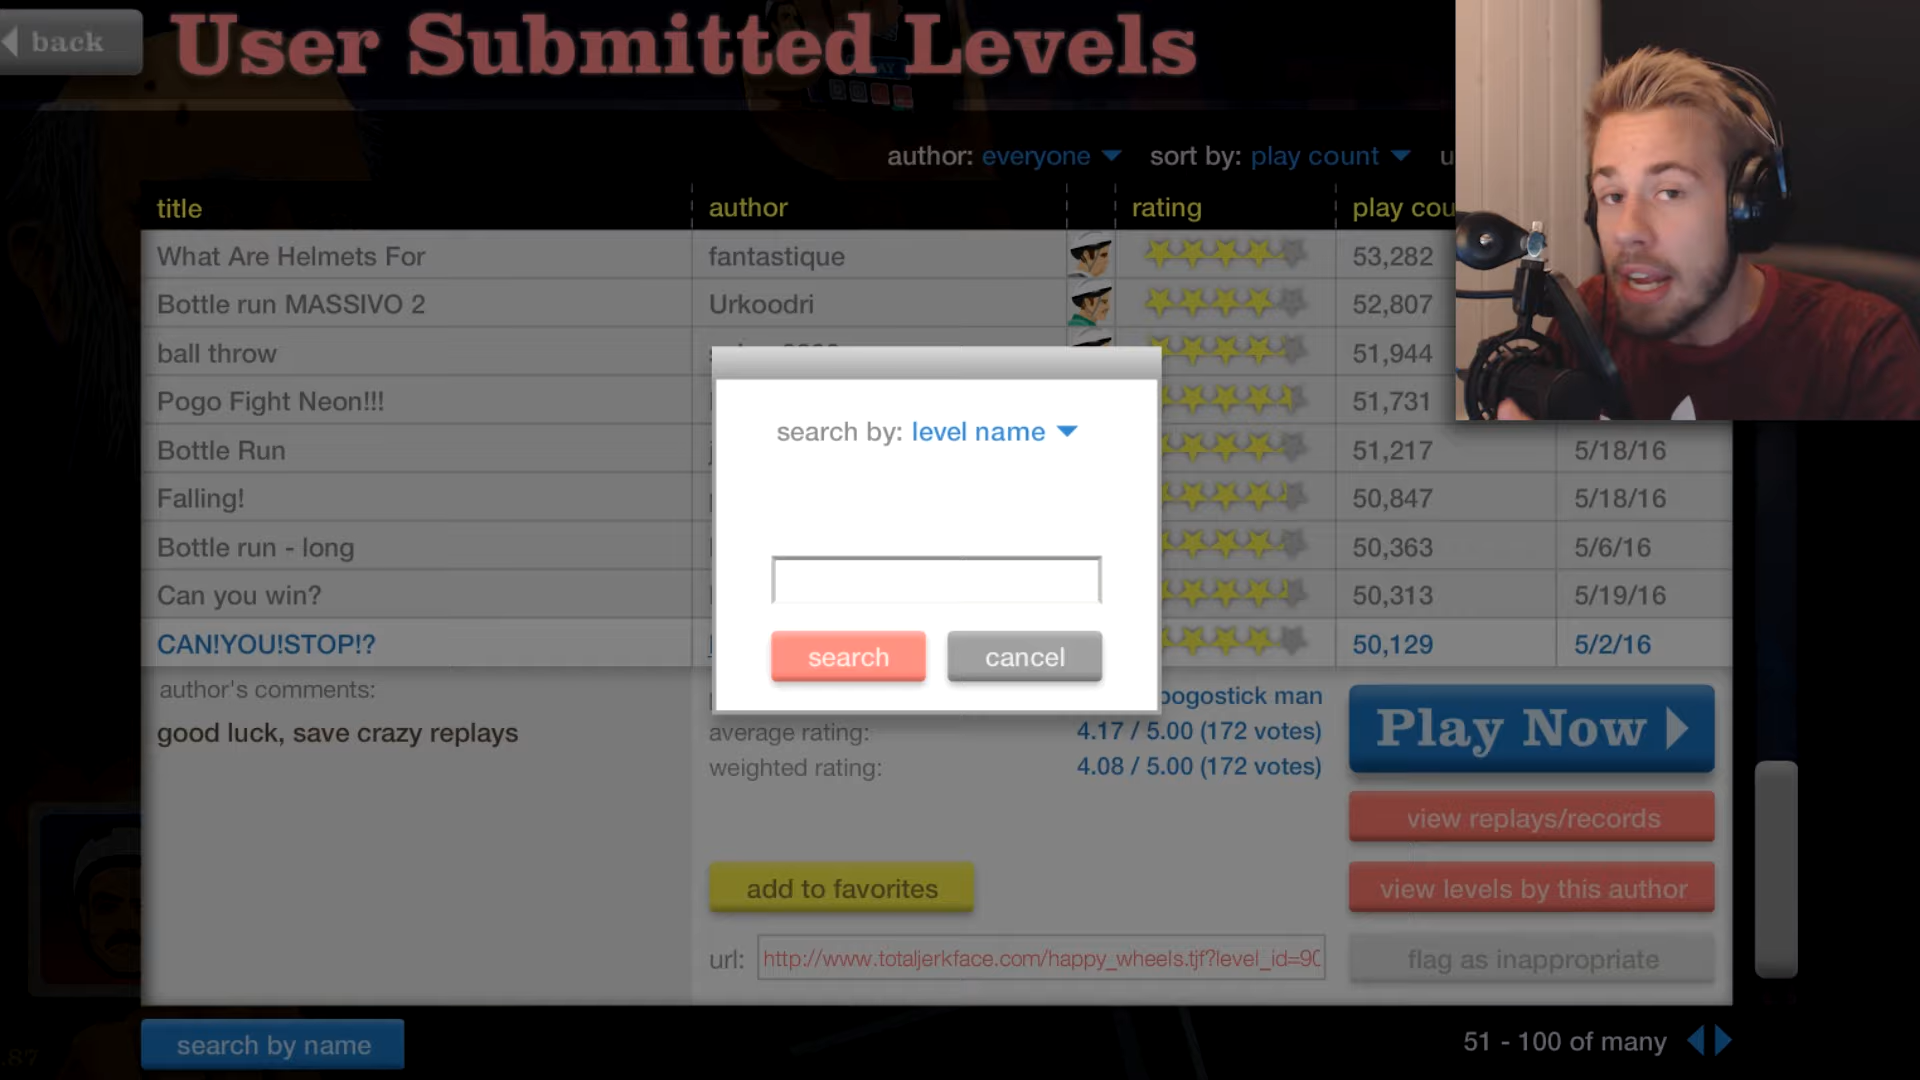 back
User Submitted Levels
author: everyone
sort by: play count
title
author
rating
play cou
What Are Helmets For
fantastique
53,282
Bottle run MASSIVO 2
Urkoodri
52,807
ball throw
51,944
Pogo Fight Neon!!!
51,731
Bottle Run
51,217
5/18/16
Falling!
50,847
5/18/16
Bottle run - long
50,363
5/6/16
Can you win?
50,313
5/19/16
CAN!YOU!STOP!?
50,129
5/2/16
search by: level name
search
cancel
author's comments:
good luck, save crazy replays
pogostick man
average rating:
4.17 / 5.00 (172 votes)
weighted rating:
4.08 / 5.00 (172 votes)
Play Now
view replays/records
add to favorites
view levels by this author
url:
http://www.totaljerkface.com/happy_wheels.tjf?level_id=90
flag as inappropriate
search by name
51 - 100 of many
.87